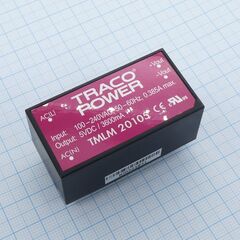 AC(L)
TRACO
POWER
-Vout
+Vout
Input: 100-240VAC, 50-60Hz, 0.385A max.
Output: 5VDC / 3600mA
AC(N)
TMLM 20105